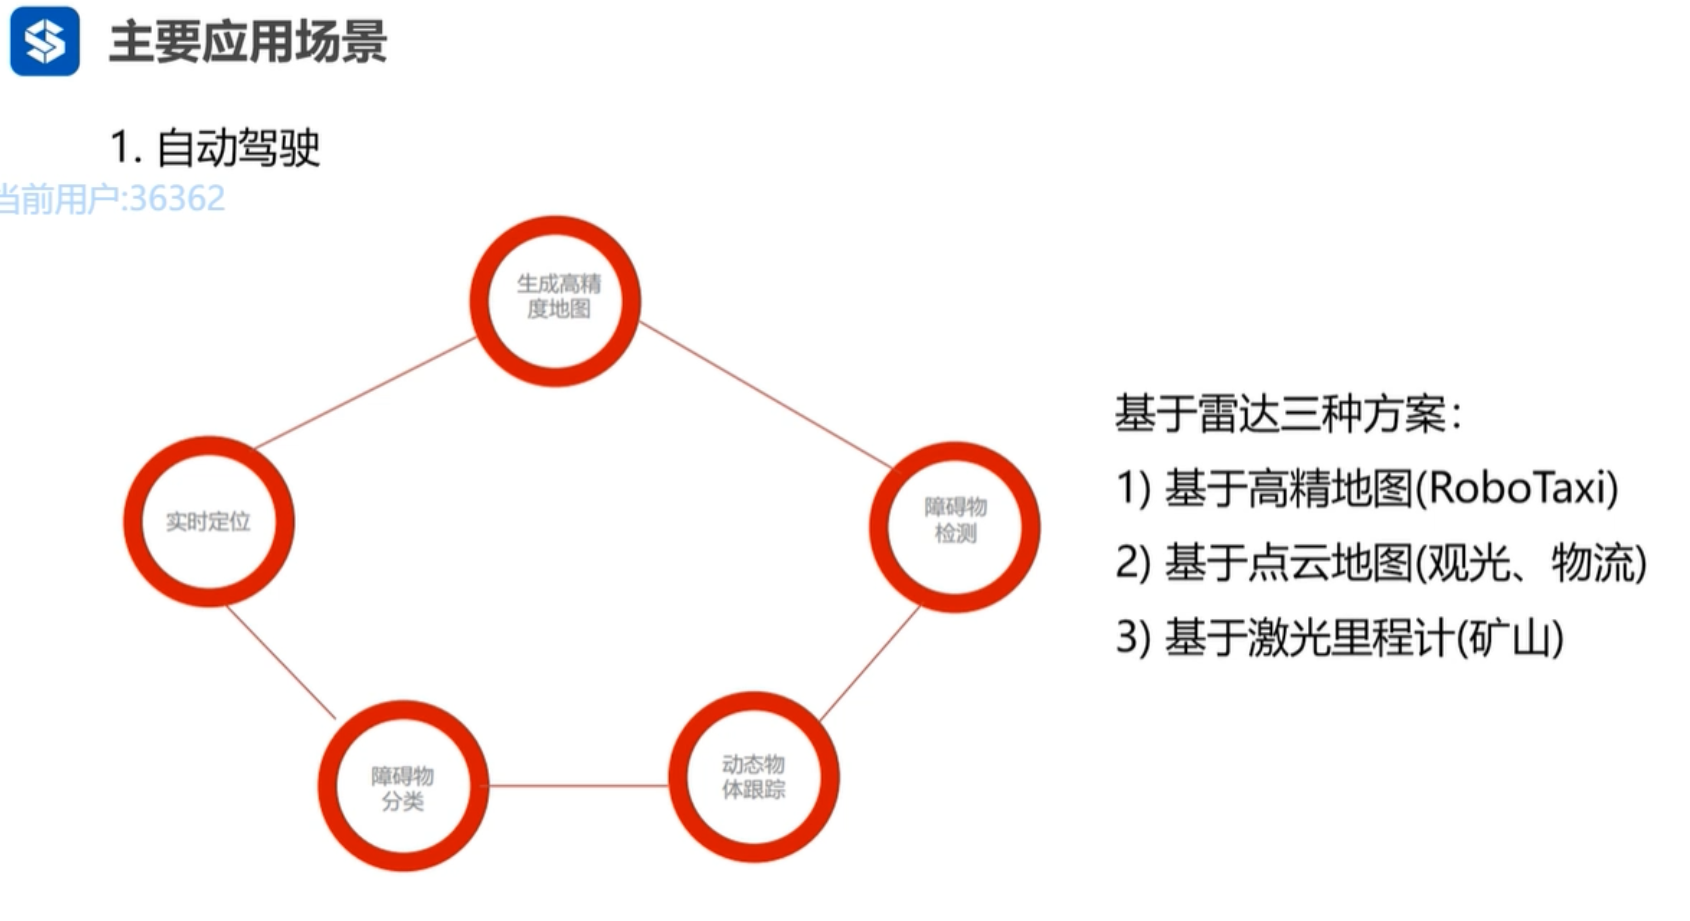 主要应用场景
1. 自动驾驶
当前用户:36362
生成高精
度地图
实时定位
障碍物
检测
障碍物
分类
动态物
体跟踪
基于雷达三种方案：
1) 基于高精地图(RoboTaxi)
2) 基于点云地图(观光、物流)
3) 基于激光里程计(矿山)